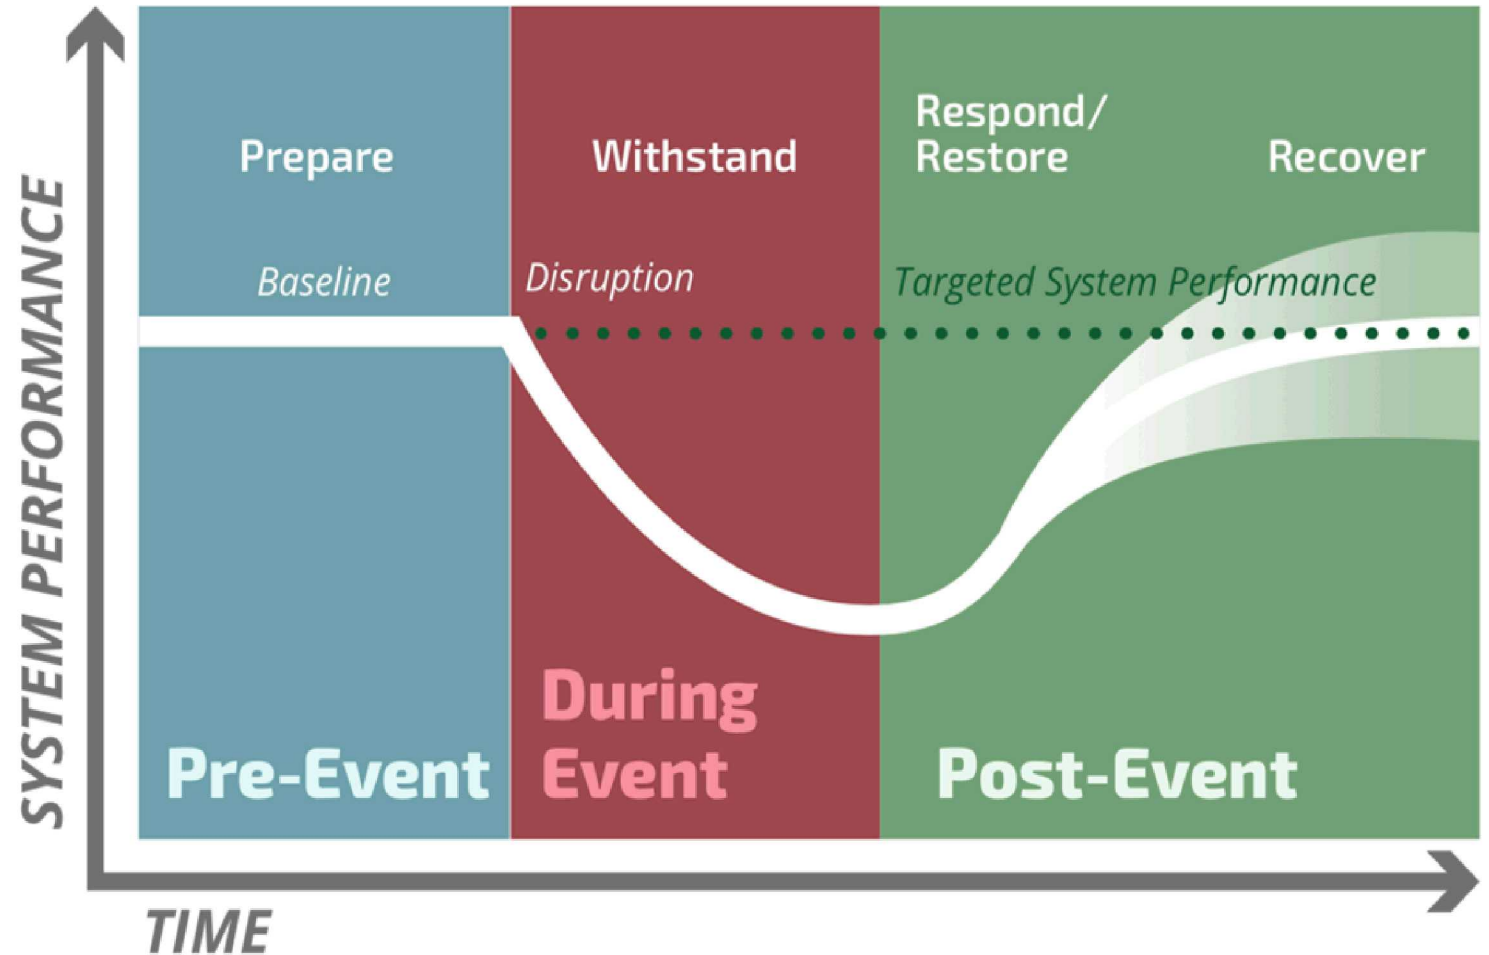 SYSTEM PERFORMANCE
Prepare
Withstand
Respond/
Restore
Recover
Baseline
Disruption
Targeted System Performance
Pre-Event
During
Event
Post-Event
TIME